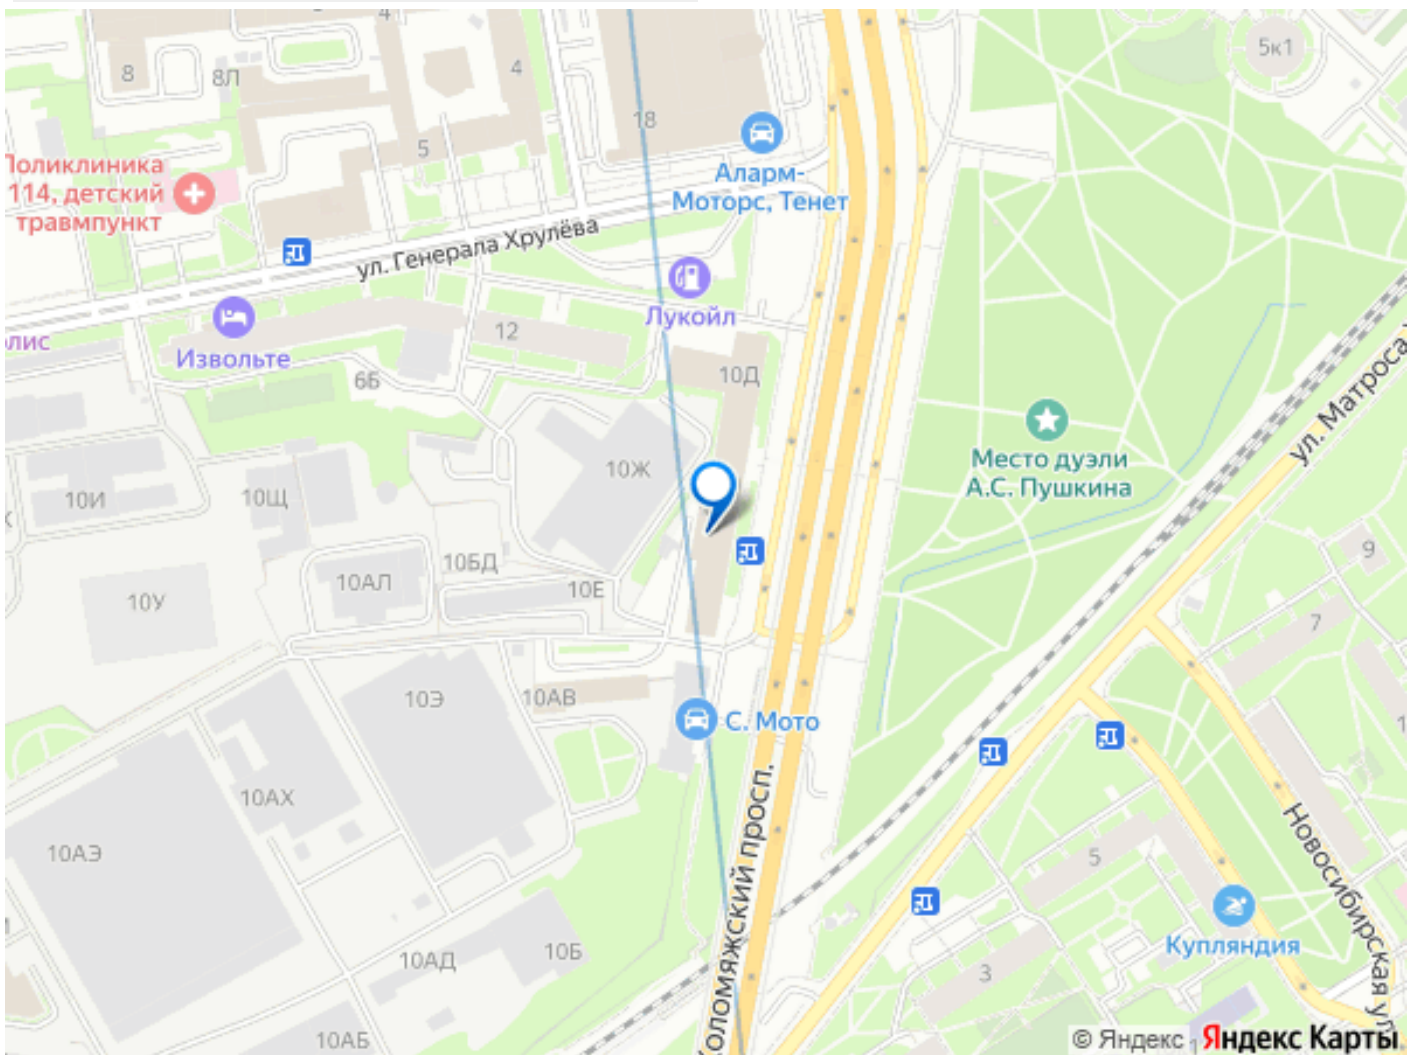 4
5к1
8
8Л
4
18
5
Поликлиника
114, детский
травмпункт
Аларм-
Моторс, Тенет
ул. Генерала Хрулёва
Лукойл
лис
Извольте
12
6Б
10Д
ул. Матроса
Место дуэли
А.С. Пушкина
10Ж
10И
10Щ
9
10БД
10АЛ
10Е
10У
7
10Э
10АВ
С. Мото
10АХ
10АЭ
5
Коломяжский просп.
Новосибирская ул.
Купляндия
10Б
10АД
3
10АБ
1
© Яндекс Яндекс Карты